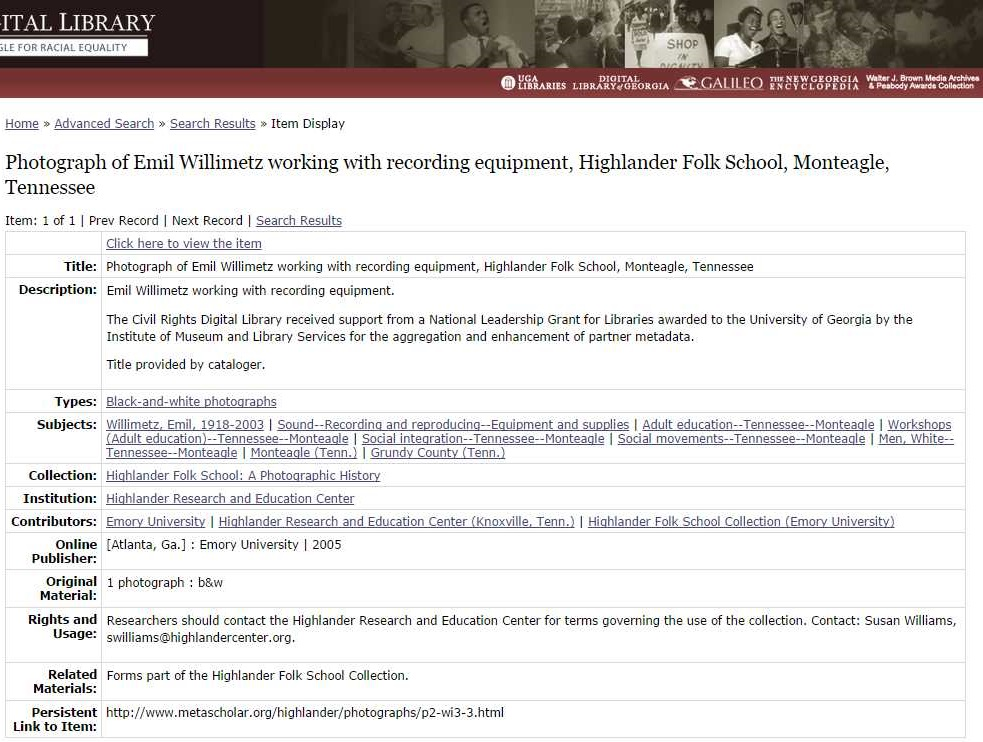 ITAL LIBRARY
GLE FOR RACIAL EQUALITY
SHOP
IN
DIGNITY
UGA LIBRARIES DIGITAL LIBRARY of GEORGIA GALILEO THE NEW GEORGIA ENCYCLOPEDIA Walter J. Brown Media Archives & Peabody Awards Collection
Home » Advanced Search » Search Results » Item Display
Photograph of Emil Willimetz working with recording equipment, Highlander Folk School, Monteagle,
Tennessee
Item: 1 of 1 | Prev Record | Next Record | Search Results
Click here to view the item
Title: Photograph of Emil Willimetz working with recording equipment, Highlander Folk School, Monteagle, Tennessee
Description: Emil Willimetz working with recording equipment.
The Civil Rights Digital Library received support from a National Leadership Grant for Libraries awarded to the University of Georgia by the
Institute of Museum and Library Services for the aggregation and enhancement of partner metadata.
Title provided by cataloger.
Types: Black-and-white photographs
Subjects: Willimetz, Emil, 1918-2003 | Sound--Recording and reproducing--Equipment and supplies | Adult education--Tennessee--Monteagle | Workshops
(Adult education)--Tennessee--Monteagle | Social integration--Tennessee--Monteagle | Social movements--Tennessee--Monteagle | Men, White--
Tennessee--Monteagle | Monteagle (Tenn.) | Grundy County (Tenn.)
Collection: Highlander Folk School: A Photographic History
Institution: Highlander Research and Education Center
Contributors: Emory University | Highlander Research and Education Center (Knoxville, Tenn.) | Highlander Folk School Collection (Emory University)
Online Publisher: [Atlanta, Ga.] : Emory University | 2005
Original Material: 1 photograph : b&w
Rights and Usage: Researchers should contact the Highlander Research and Education Center for terms governing the use of the collection. Contact: Susan Williams,
swilliams@highlandercenter.org.
Related Materials: Forms part of the Highlander Folk School Collection.
Persistent Link to Item: http://www.metascholar.org/highlander/photographs/p2-wi3-3.html